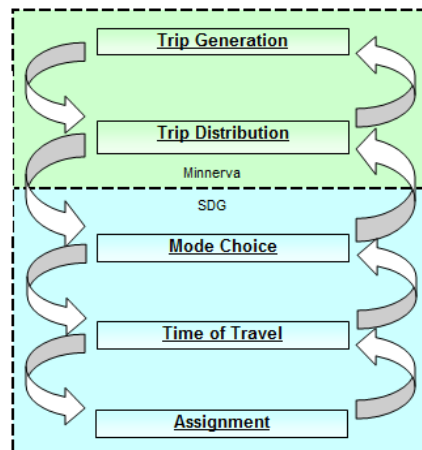 Trip Generation
Trip Distribution
Minnerva
SDG
Mode Choice
Time of Travel
Assignment